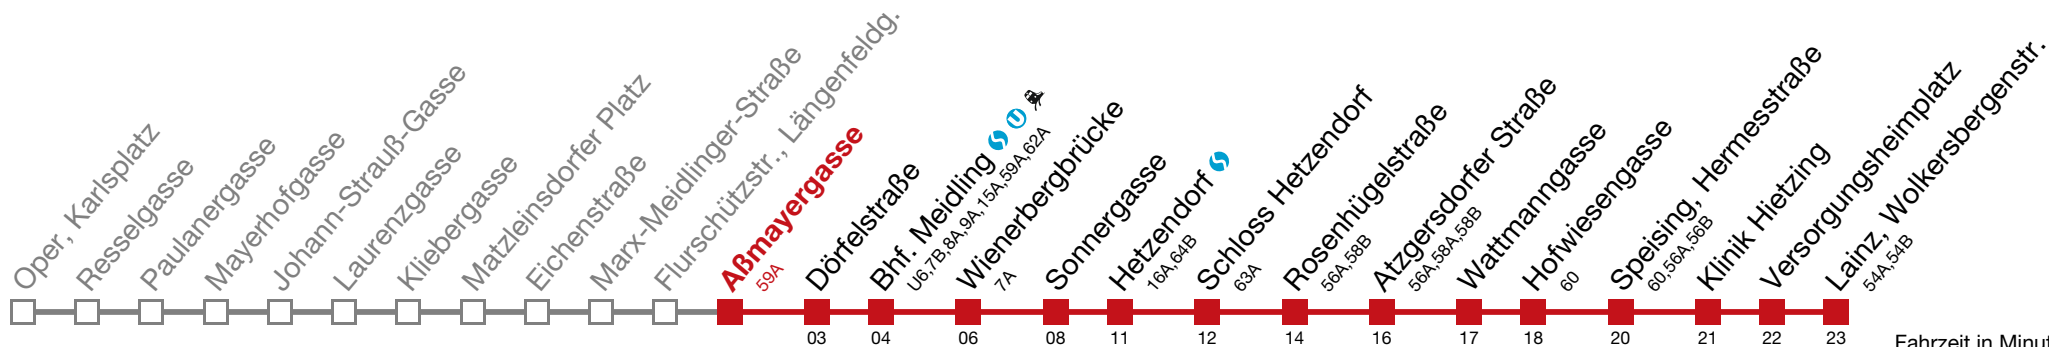 Oper, Karlsplatz
Resselgasse
Paulanergasse
Mayerhofgasse
Johann-Strauß-Gasse
Laurenzgasse
Kliebergasse
Matzleinsdorfer Platz
Eichenstraße
Marx-Meidlinger-Straße
Flurschützstr., Längenfeldg.
Aßmayergasse
59A
Dörfelstraße
03
Bhf. Meidling
U6,7B,8A,9A,15A,59A,62A
04
Wienerbergbrücke
7A
06
Sonnergasse
08
Hetzendorf
16A,64B
11
Schloss Hetzendorf
63A
12
Rosenhügelstraße
56A,58B
14
Atzgersdorfer Straße
56A,58A,58B
16
Wattmanngasse
17
Hofwiesengasse
60
18
Speising, Hermesstraße
60,56A,56B
20
Klinik Hietzing
21
Versorgungsheimplatz
22
Lainz, Wolkersbergenstr.
54A,54B
23
Fahrzeit in Minut